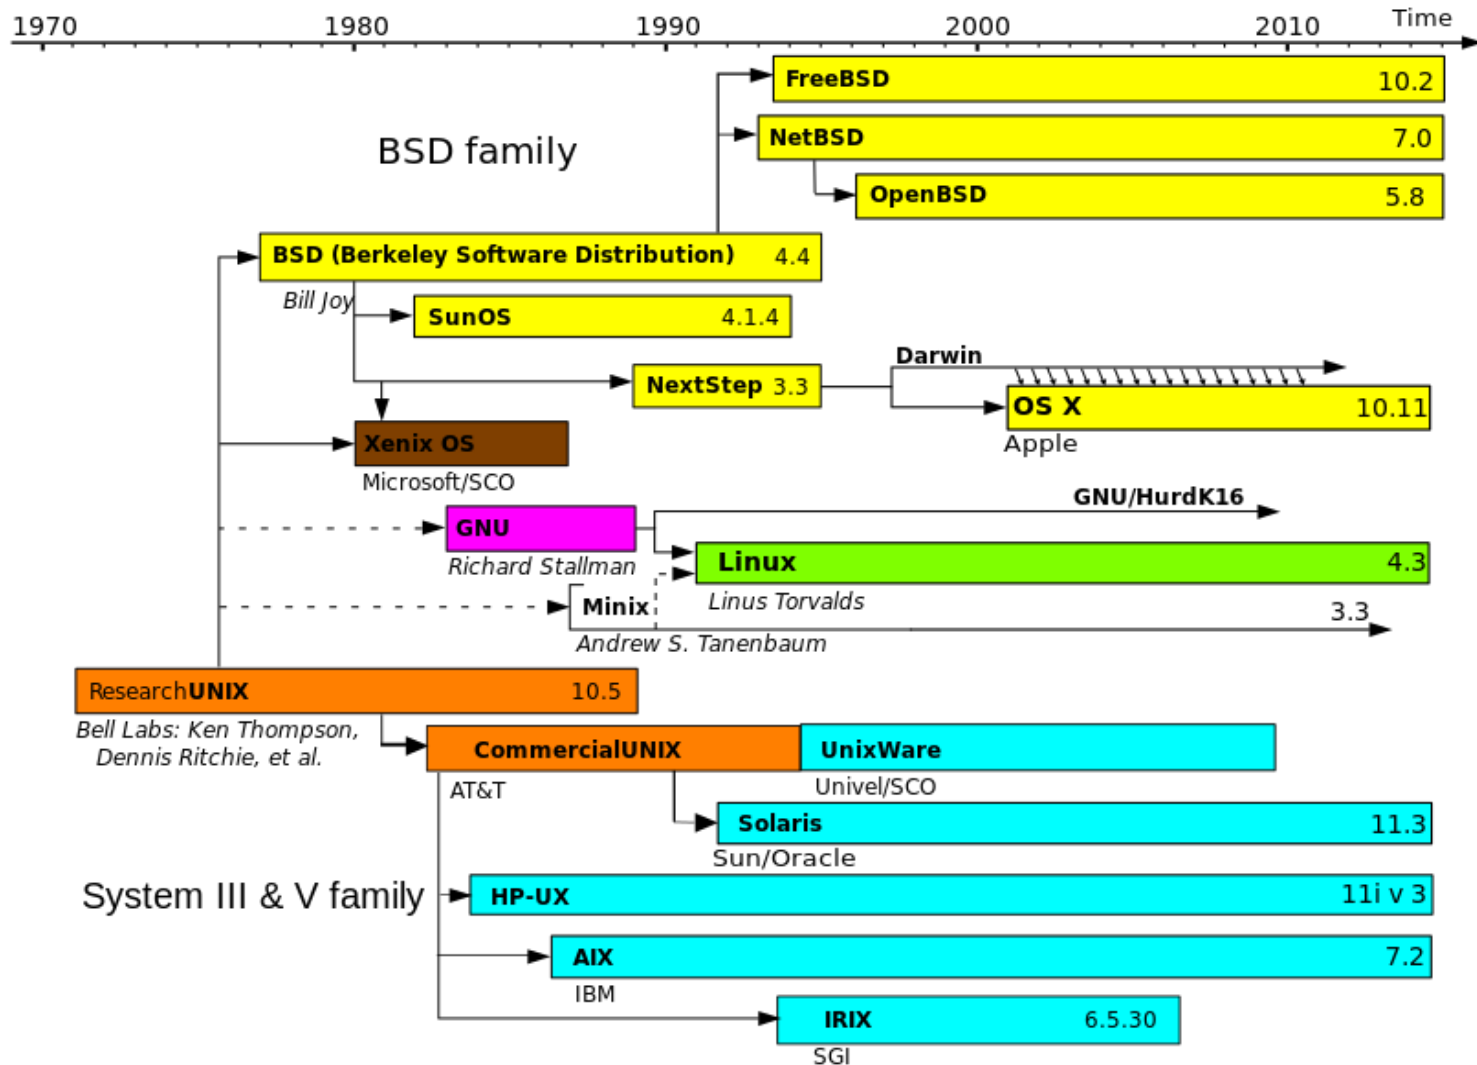 1970 1980 1990 2000 2010 Time
FreeBSD 10.2
BSD family
NetBSD 7.0
OpenBSD 5.8
BSD (Berkeley Software Distribution) 4.4
Bill Joy
SunOS 4.1.4
Darwin
NextStep 3.3
OS X 10.11
Apple
Xenix OS
Microsoft/SCO
GNU/HurdK16
GNU
Richard Stallman
Linux 4.3
Linus Torvalds
Minix 3.3
Andrew S. Tanenbaum
ResearchUNIX 10.5
Bell Labs: Ken Thompson,
Dennis Ritchie, et al.
CommercialUNIX UnixWare
AT&T Univel/SCO
Solaris 11.3
Sun/Oracle
System III & V family
HP-UX 11i v 3
AIX 7.2
IBM
IRIX 6.5.30
SGI